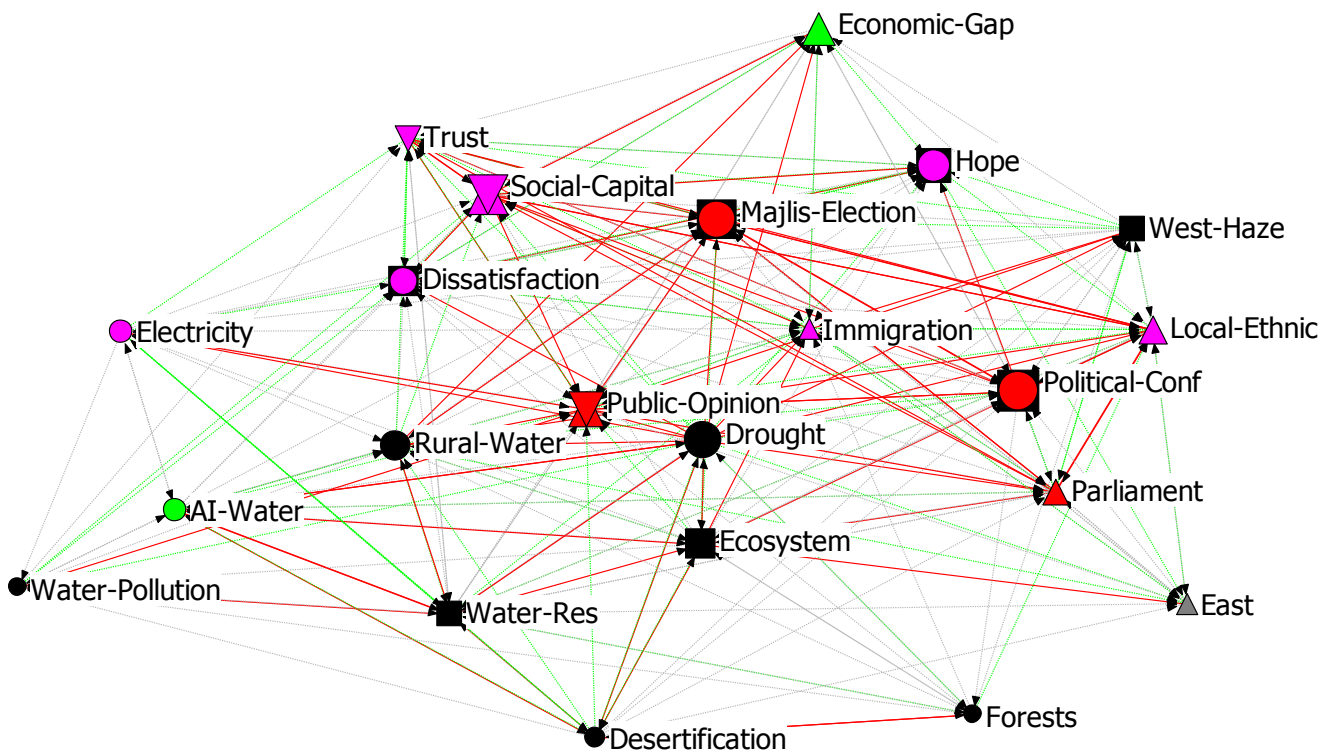 Economic-Gap
Trust
Hope
Social-Capital
Majlis-Election
West-Haze
Dissatisfaction
Electricity
Immigration
Local-Ethnic
Political-Conf
Public-Opinion
Drought
Rural-Water
Parliament
AI-Water
Ecosystem
Water-Pollution
Water-Res
East
Forests
Desertification